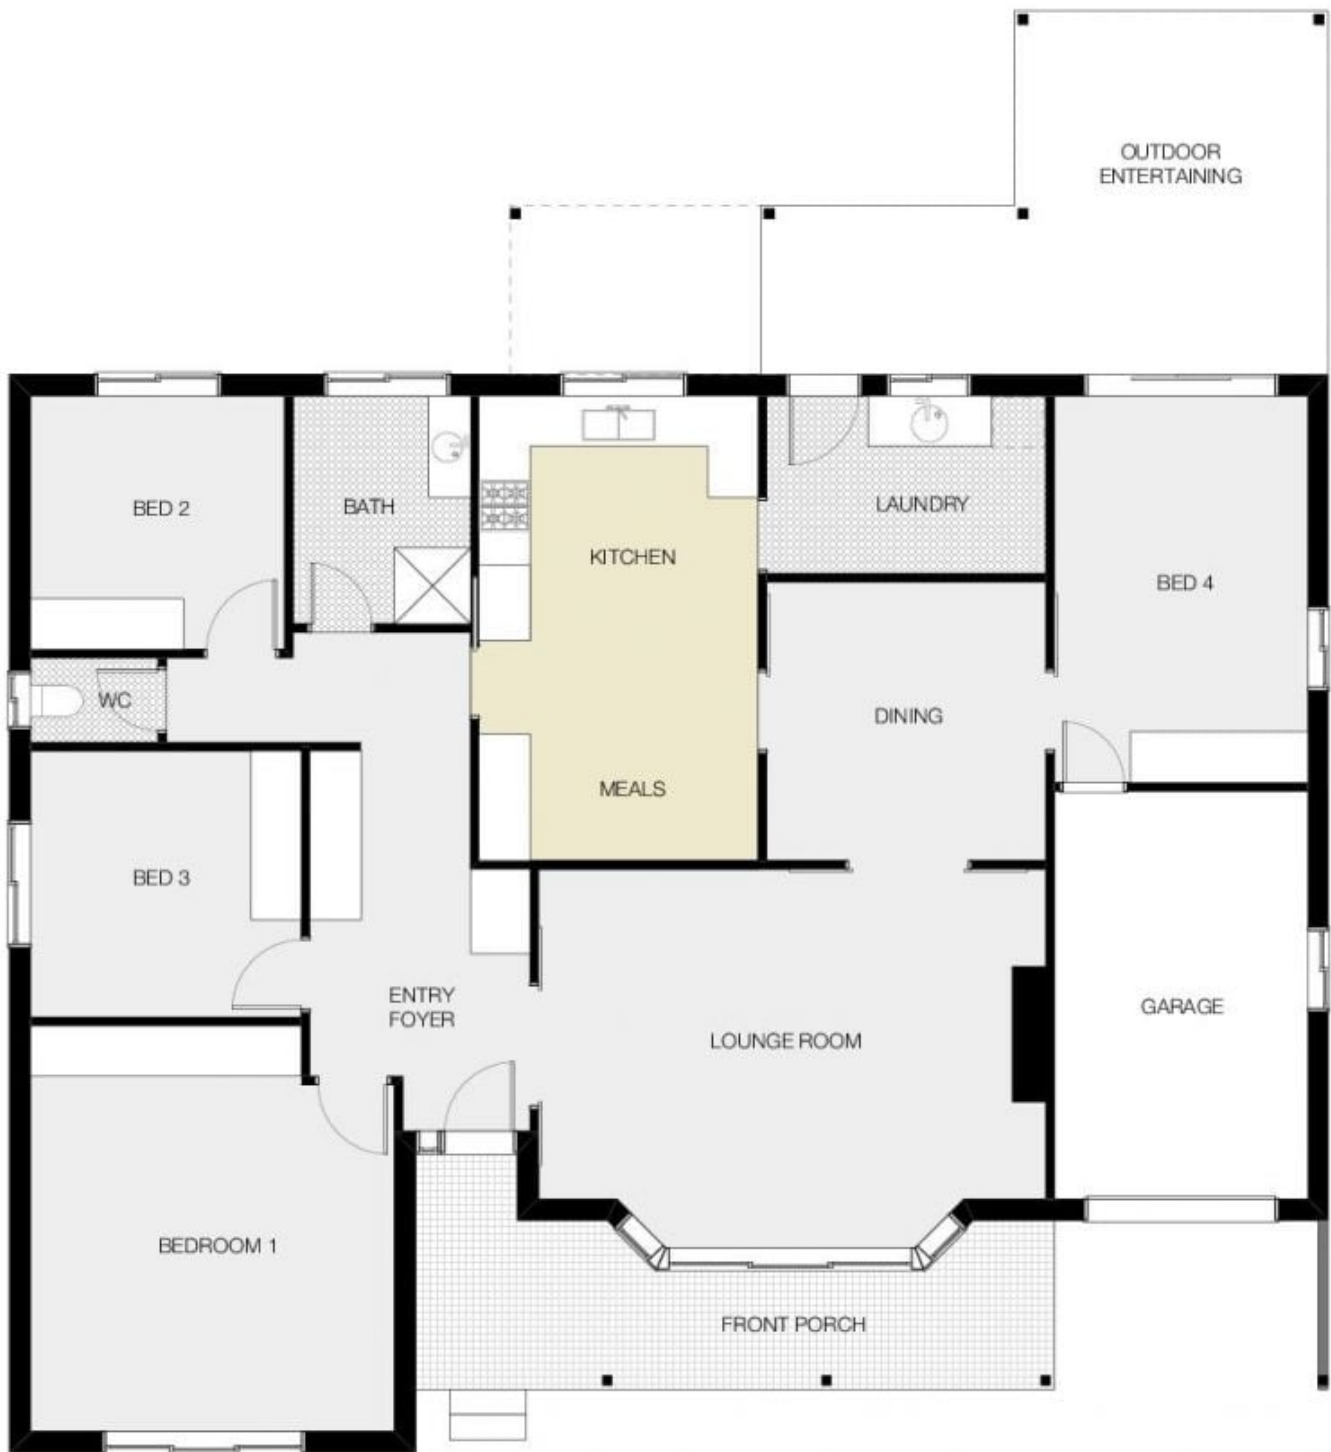 OUTDOOR
ENTERTAINING
BED 2
BATH
KITCHEN
LAUNDRY
BED 4
WC
DINING
MEALS
BED 3
ENTRY
FOYER
LOUNGE ROOM
GARAGE
BEDROOM 1
FRONT PORCH